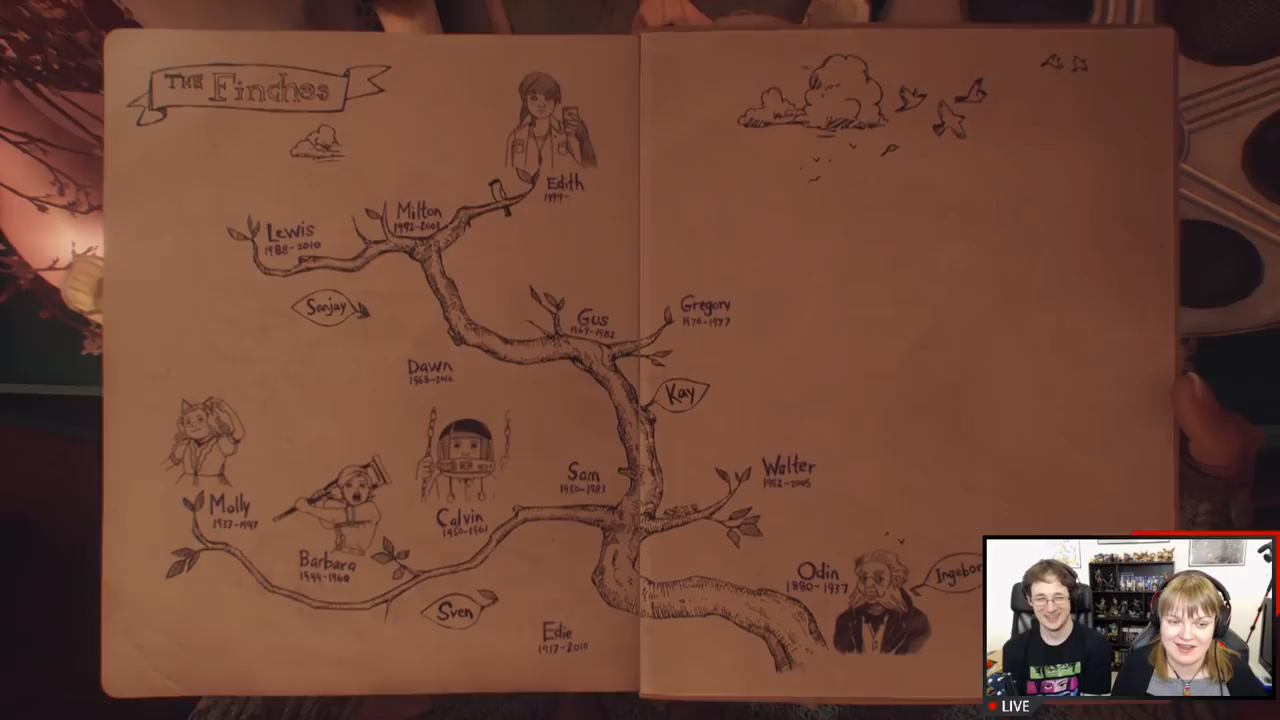 THE Finches
Edith
1999-
Milton
1992-2003
Lewis
1988-2010
Sanjay
Gus
1969-1982
Gregory
1976-1977
Dawn
1968-2016
Kay
Sam
1950-1983
Walter
1952-2005
Molly
1937-1947
Calvin
1950-1961
Barbara
1944-1960
Sven
Odin
1880-1937
Ingebor
Edie
1917-2010
LIVE